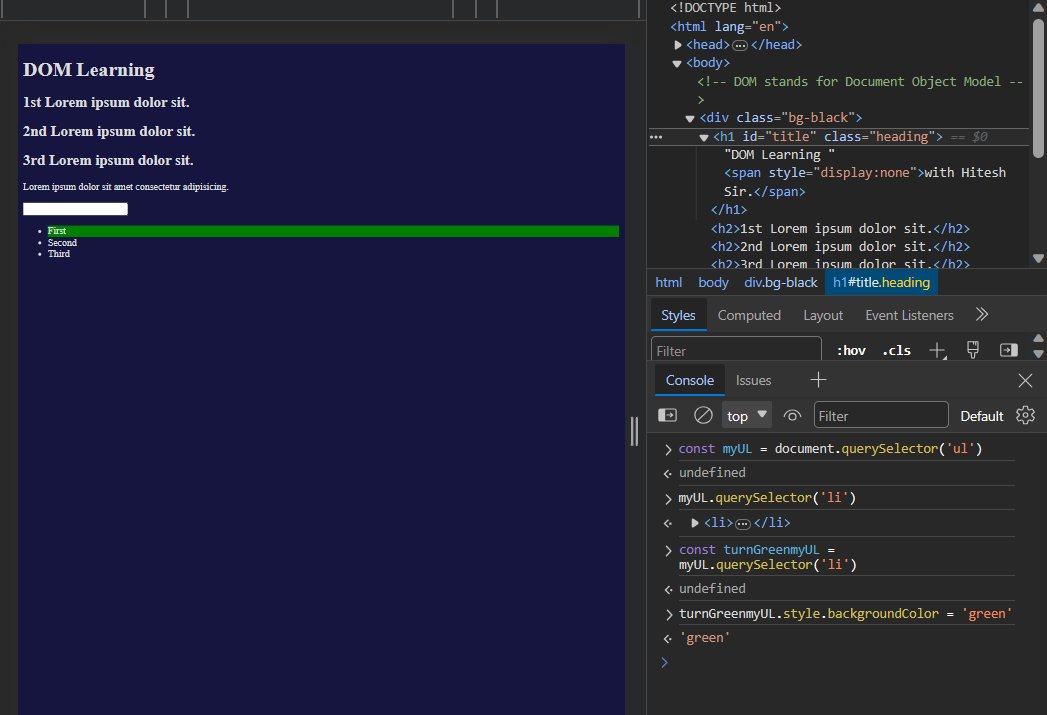 DOM Learning
1st Lorem ipsum dolor sit.
2nd Lorem ipsum dolor sit.
3rd Lorem ipsum dolor sit.
Lorem ipsum dolor sit amet consectetur adipisicing.
First
Second
Third
<!DOCTYPE html>
<html lang="en">
<head> … </head>
<body>
<!-- DOM stands for Document Object Model --
>
<div class="bg-black">
… <h1 id="title" class="heading"> == $0
"DOM Learning "
<span style="display:none">with Hitesh
Sir.</span>
</h1>
<h2>1st Lorem ipsum dolor sit.</h2>
<h2>2nd Lorem ipsum dolor sit.</h2>
<h2>3rd Lorem ipsum dolor sit.</h2>
html body div.bg-black h1#title.heading
Styles Computed Layout Event Listeners
Filter :hov .cls
Console Issues
top Filter Default
const myUL = document.querySelector('ul')
undefined
myUL.querySelector('li')
<li> … </li>
const turnGreenmyUL =
myUL.querySelector('li')
undefined
turnGreenmyUL.style.backgroundColor = 'green'
'green'